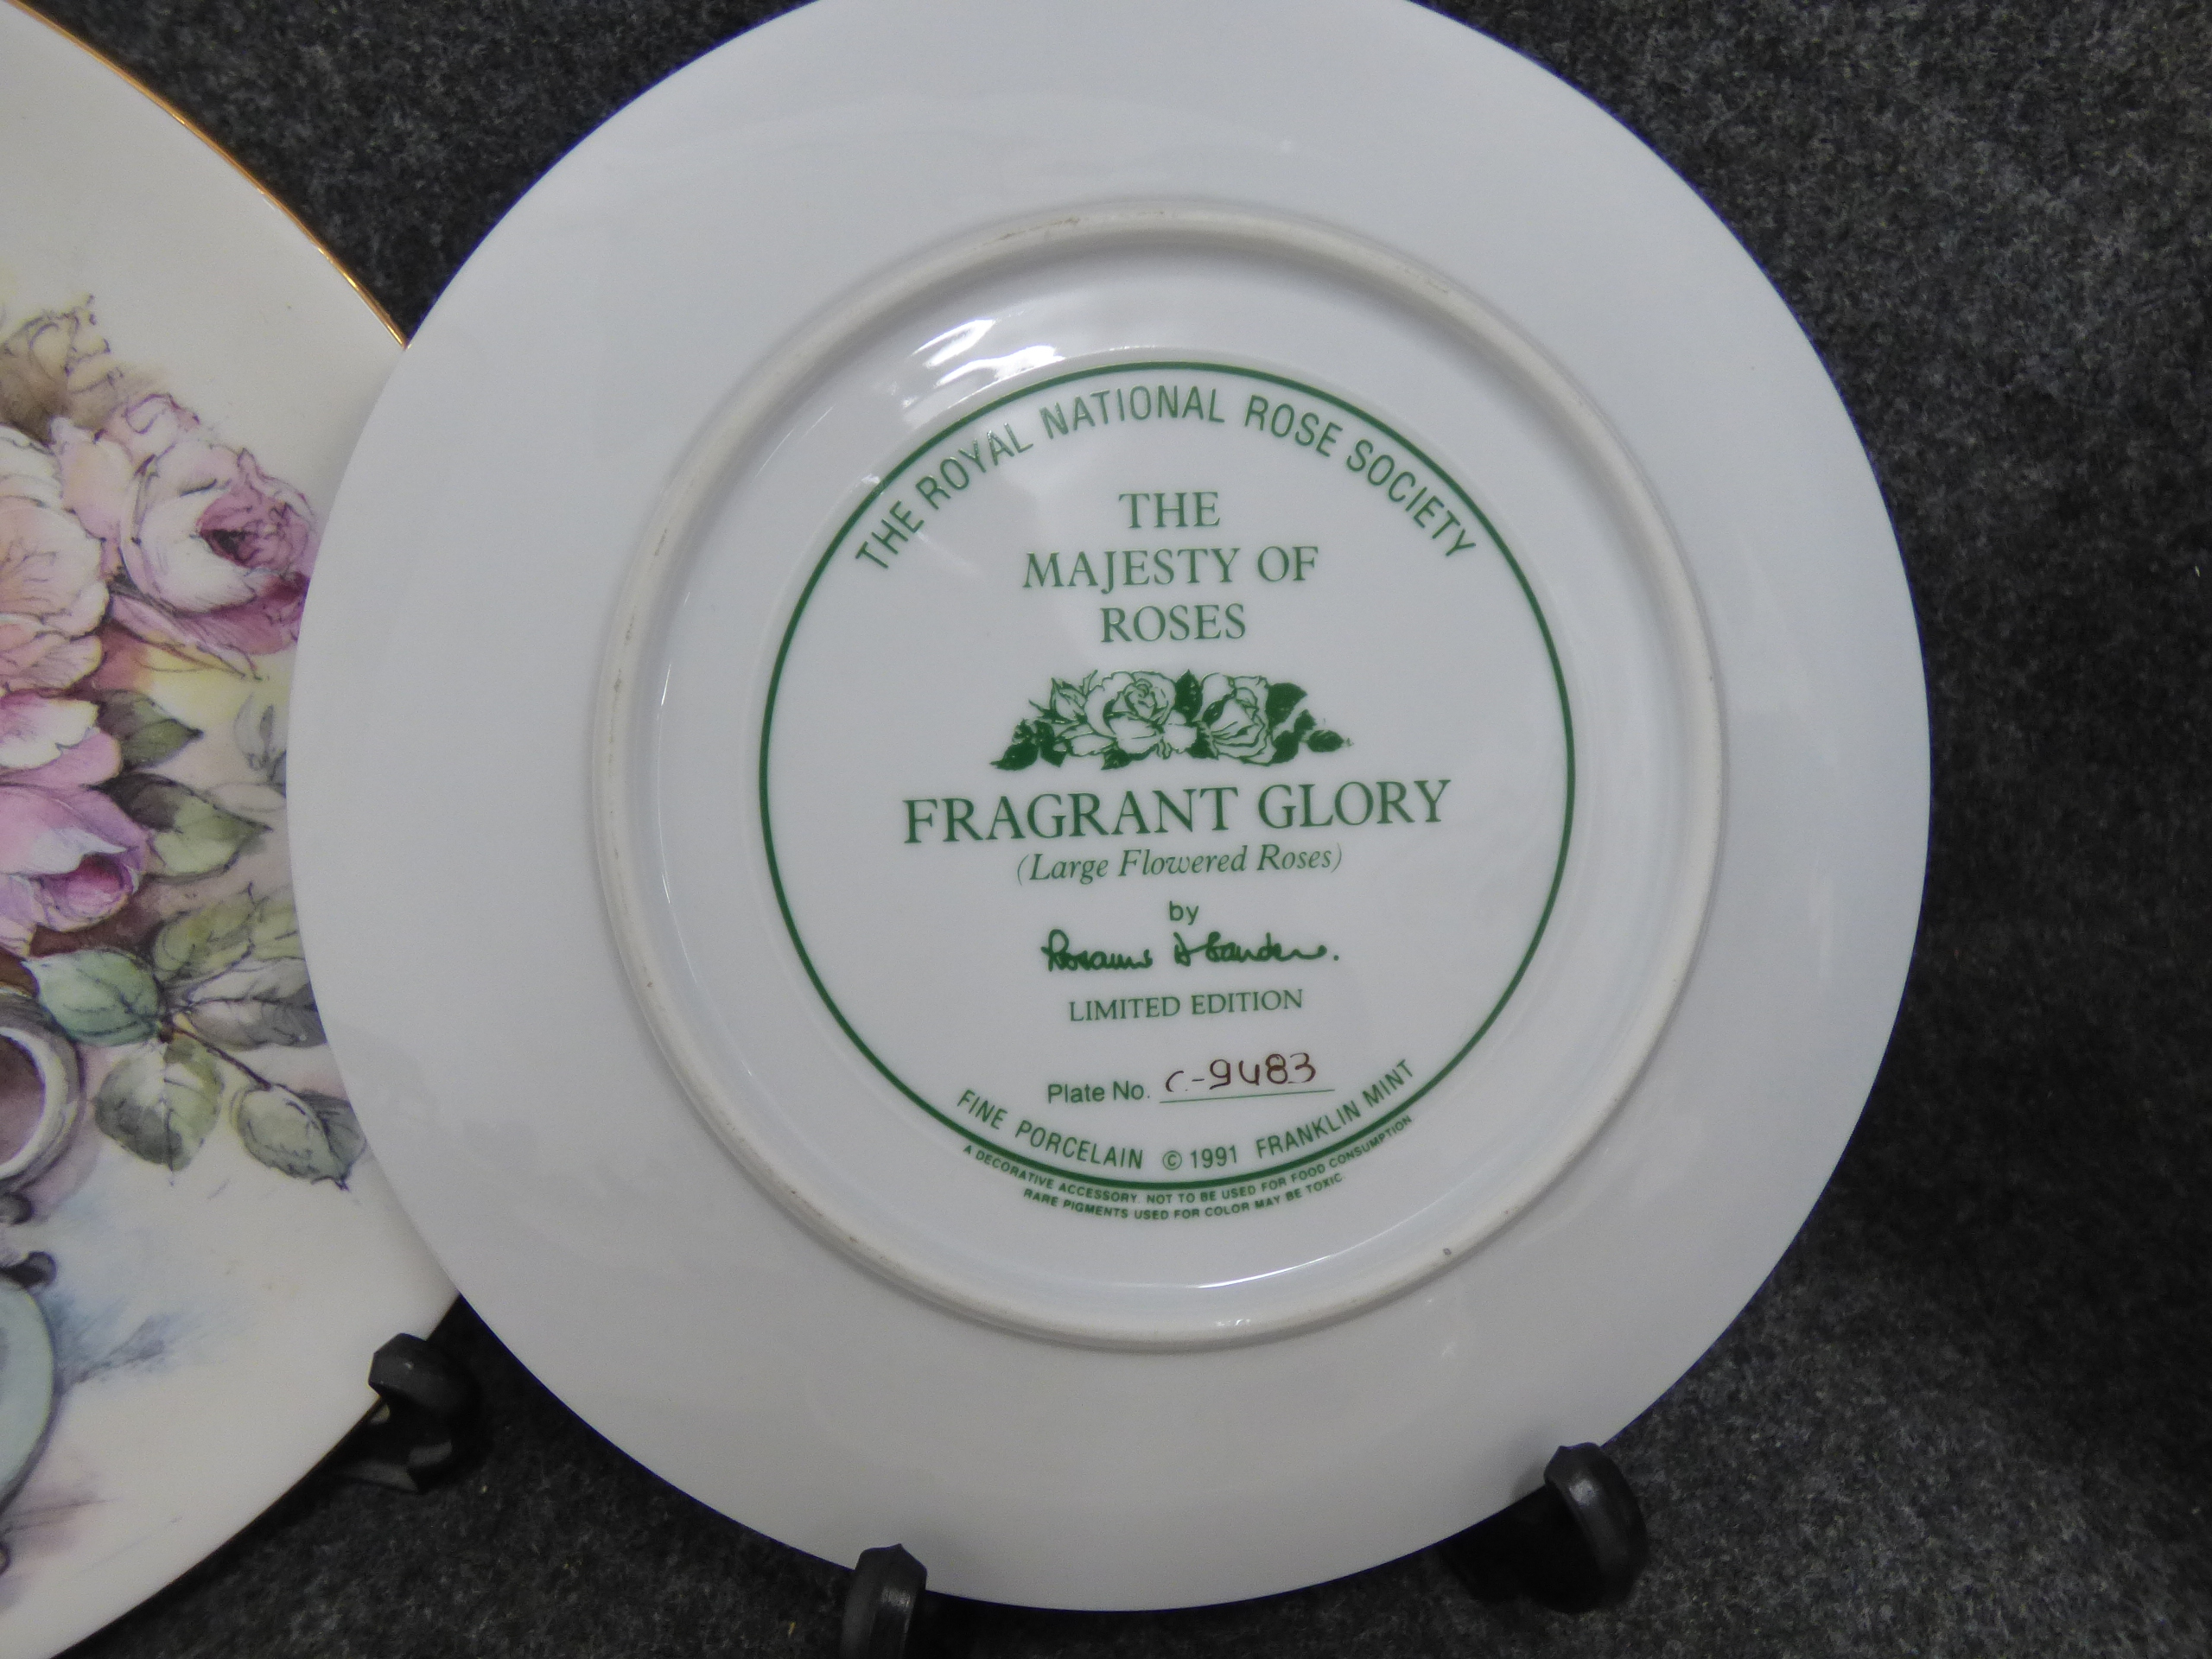 THE ROYAL NATIONAL ROSE SOCIETY
THE
MAJESTY OF
ROSES
FRAGRANT GLORY
(Large Flowered Roses)
by
LIMITED EDITION
Plate No. C-9483
FINE PORCELAIN © 1991 FRANKLIN MINT
A DECORATIVE ACCESSORY. NOT TO BE USED FOR FOOD CONSUMPTION
RARE PIGMENTS USED FOR COLOR MAY BE TOXIC.